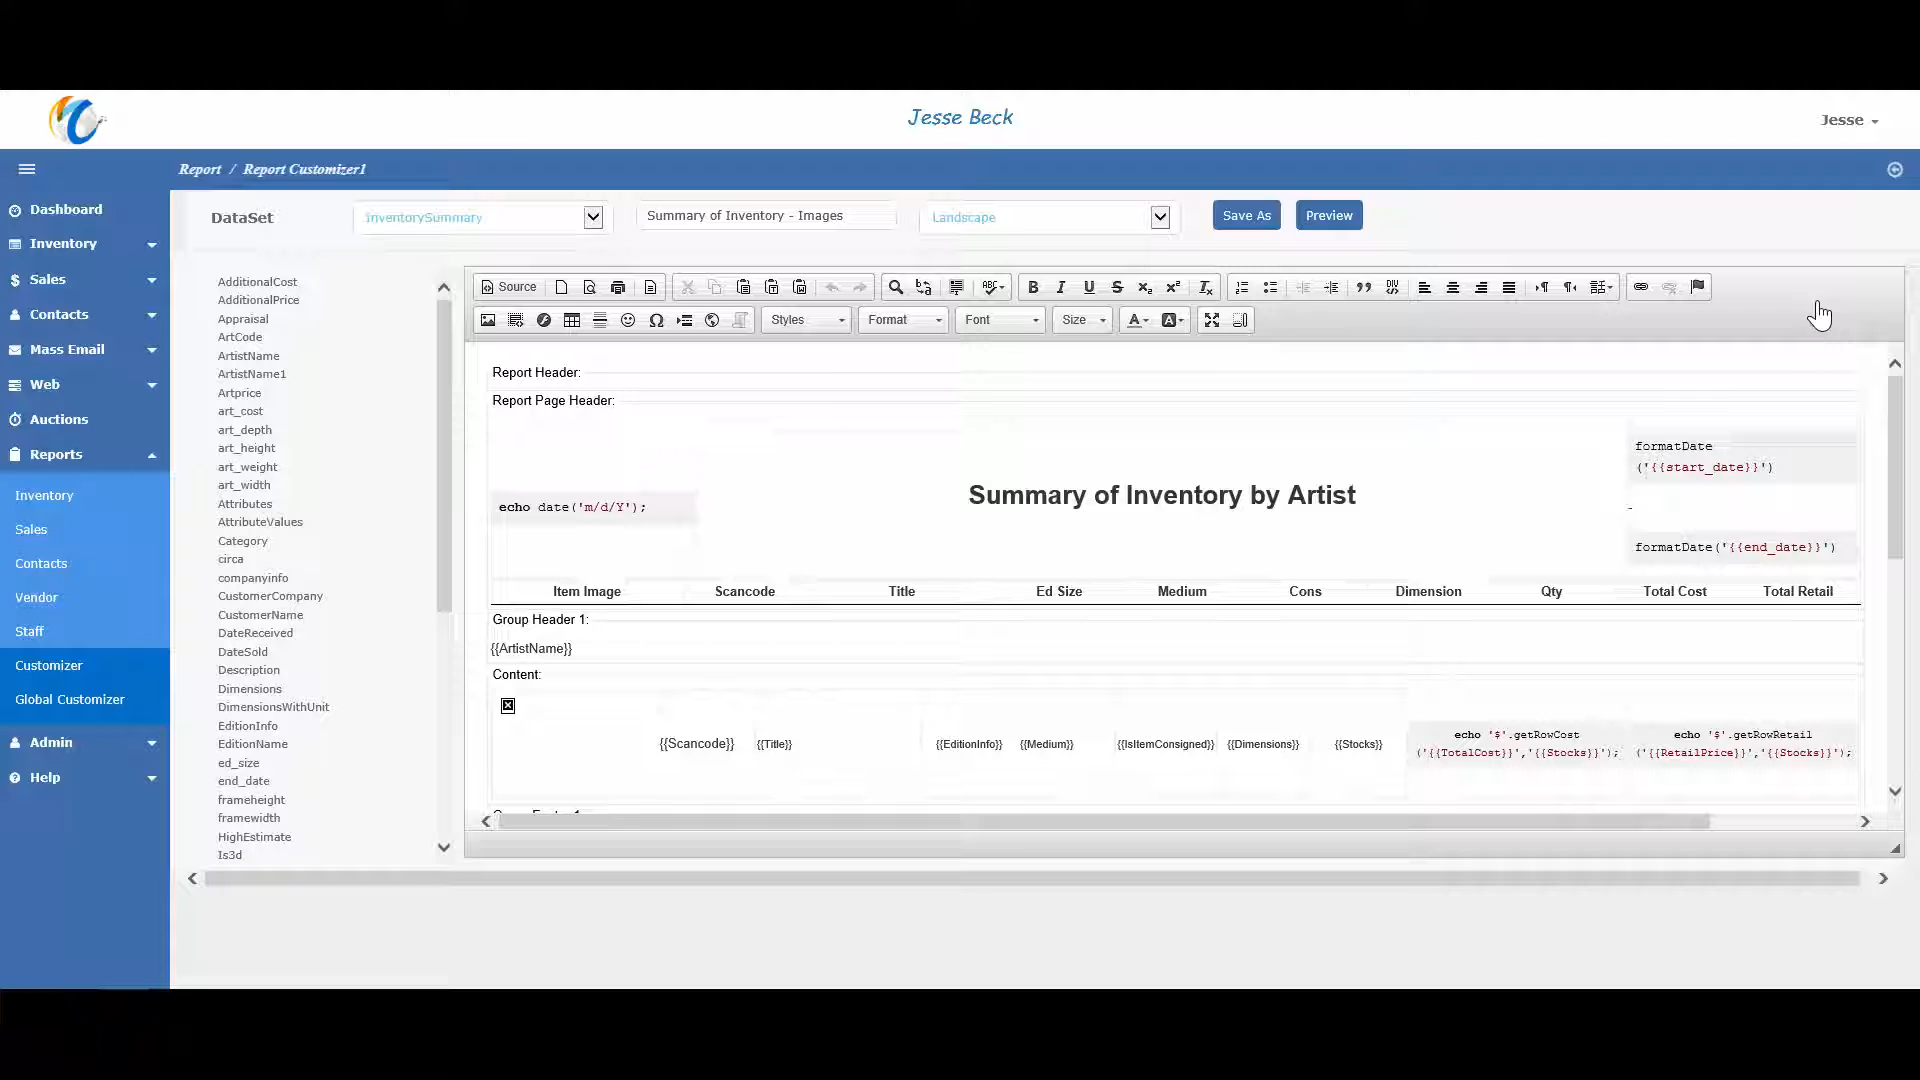 Jesse Beck
Jesse
Report / Report Customizer1
Dashboard
Inventory
Sales
Contacts
Mass Email
Web
Auctions
Reports
Inventory
Sales
Contacts
Vendor
Staff
Customizer
Global Customizer
Admin
Help
DataSet
InventorySummary
Summary of Inventory - Images
Landscape
Save As
Preview
AdditionalCost
AdditionalPrice
Appraisal
ArtCode
ArtistName
ArtistName1
Artprice
art_cost
art_depth
art_height
art_weight
art_width
Attributes
AttributeValues
Category
circa
companyinfo
CustomerCompany
CustomerName
DateReceived
DateSold
Description
Dimensions
DimensionsWithUnit
EditionInfo
EditionName
ed_size
end_date
frameheight
framewidth
HighEstimate
Is3d
Source
Styles
Format
Font
Size
Report Header:
Report Page Header:
echo date('m/d/Y');
Summary of Inventory by Artist
formatDate
('{{start_date}}')
-
formatDate('{{end_date}}')
Item Image Scancode Title Ed Size Medium Cons Dimension Qty Total Cost Total Retail
Group Header 1:
{{ArtistName}}
Content:
{{Scancode}} {{Title}} {{EditionInfo}} {{Medium}} {{IsItemConsigned}} {{Dimensions}} {{Stocks}}
echo '$'.getRowCost
('{{TotalCost}}','{{Stocks}}');
echo '$'.getRowRetail
('{{RetailPrice}}','{{Stocks}}');